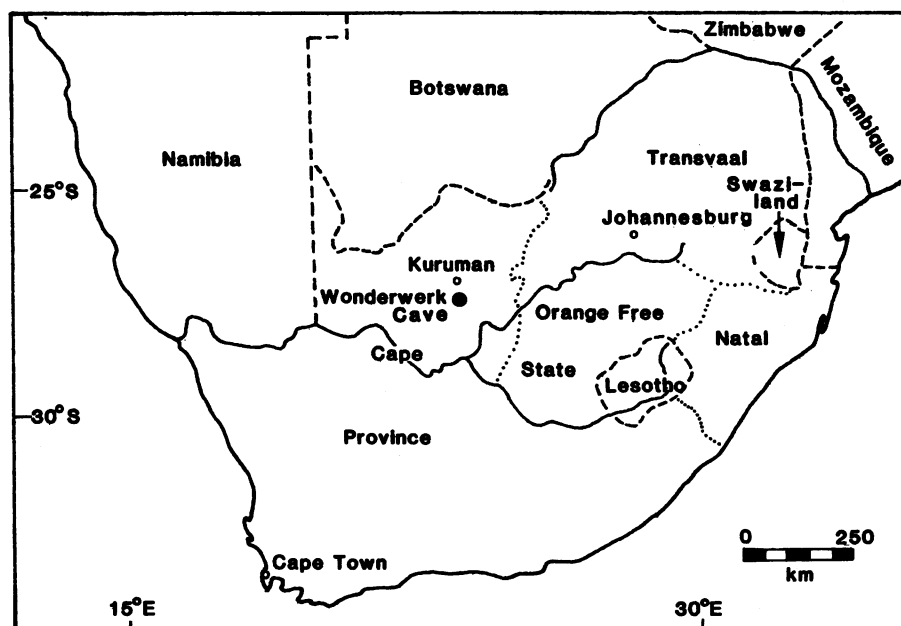 Zimbabwe
Mozambique
Botswana
Namibia
Transvaal
25°S
Swazi-
land
Johannesburg
Kuruman
Wonderwerk
Cave
Orange Free
State
Natal
Cape
Lesotho
30°S
Province
0 250
km
Cape Town
15°E
30°E